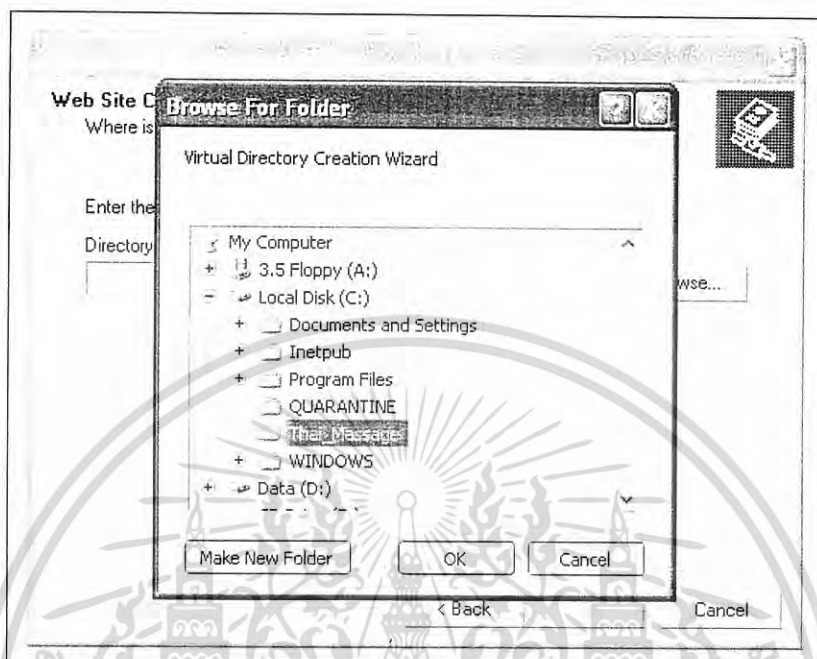 Web Site C
Where is
Browse For Folder
Virtual Directory Creation Wizard
Enter the
Directory
wse...
My Computer
3.5 Floppy (A:)
Local Disk (C:)
Documents and Settings
Inetpub
Program Files
QUARANTINE
Thai_Massages
WINDOWS
Data (D:)
Make New Folder
OK
Cancel
< Back
Cancel